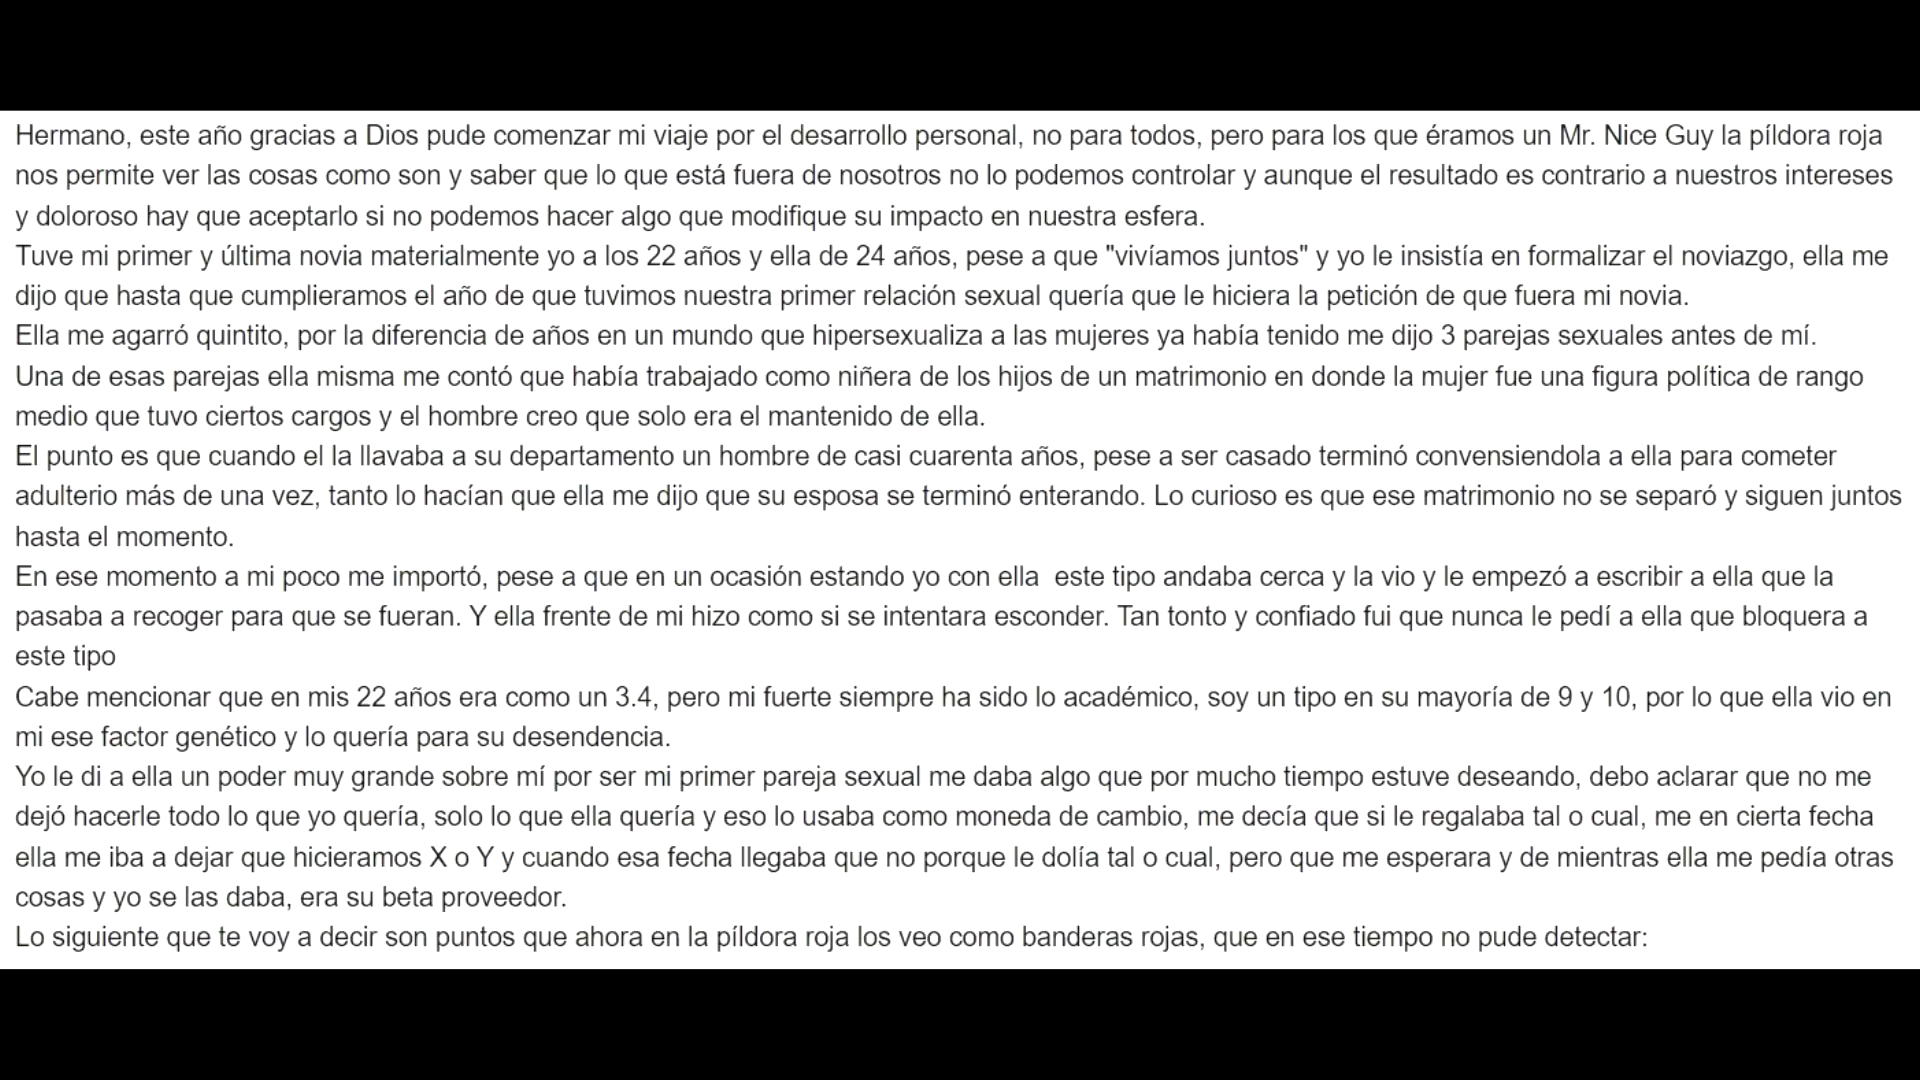 Hermano, este año gracias a Dios pude comenzar mi viaje por el desarrollo personal, no para todos, pero para los que éramos un Mr. Nice Guy la píldora roja
nos permite ver las cosas como son y saber que lo que está fuera de nosotros no lo podemos controlar y aunque el resultado es contrario a nuestros intereses
y doloroso hay que aceptarlo si no podemos hacer algo que modifique su impacto en nuestra esfera.
Tuve mi primer y última novia materialmente yo a los 22 años y ella de 24 años, pese a que "vivíamos juntos" y yo le insistía en formalizar el noviazgo, ella me
dijo que hasta que cumplieramos el año de que tuvimos nuestra primer relación sexual quería que le hiciera la petición de que fuera mi novia.
Ella me agarró quintito, por la diferencia de años en un mundo que hipersexualiza a las mujeres ya había tenido me dijo 3 parejas sexuales antes de mí.
Una de esas parejas ella misma me contó que había trabajado como niñera de los hijos de un matrimonio en donde la mujer fue una figura política de rango
medio que tuvo ciertos cargos y el hombre creo que solo era el mantenido de ella.
El punto es que cuando el la llavaba a su departamento un hombre de casi cuarenta años, pese a ser casado terminó convensiendola a ella para cometer
adulterio más de una vez, tanto lo hacían que ella me dijo que su esposa se terminó enterando. Lo curioso es que ese matrimonio no se separó y siguen juntos
hasta el momento.
En ese momento a mi poco me importó, pese a que en un ocasión estando yo con ella  este tipo andaba cerca y la vio y le empezó a escribir a ella que la
pasaba a recoger para que se fueran. Y ella frente de mi hizo como si se intentara esconder. Tan tonto y confiado fui que nunca le pedí a ella que bloquera a
este tipo
Cabe mencionar que en mis 22 años era como un 3.4, pero mi fuerte siempre ha sido lo académico, soy un tipo en su mayoría de 9 y 10, por lo que ella vio en
mi ese factor genético y lo quería para su desendencia.
Yo le di a ella un poder muy grande sobre mí por ser mi primer pareja sexual me daba algo que por mucho tiempo estuve deseando, debo aclarar que no me
dejó hacerle todo lo que yo quería, solo lo que ella quería y eso lo usaba como moneda de cambio, me decía que si le regalaba tal o cual, me en cierta fecha
ella me iba a dejar que hicieramos X o Y y cuando esa fecha llegaba que no porque le dolía tal o cual, pero que me esperara y de mientras ella me pedía otras
cosas y yo se las daba, era su beta proveedor.
Lo siguiente que te voy a decir son puntos que ahora en la píldora roja los veo como banderas rojas, que en ese tiempo no pude detectar: